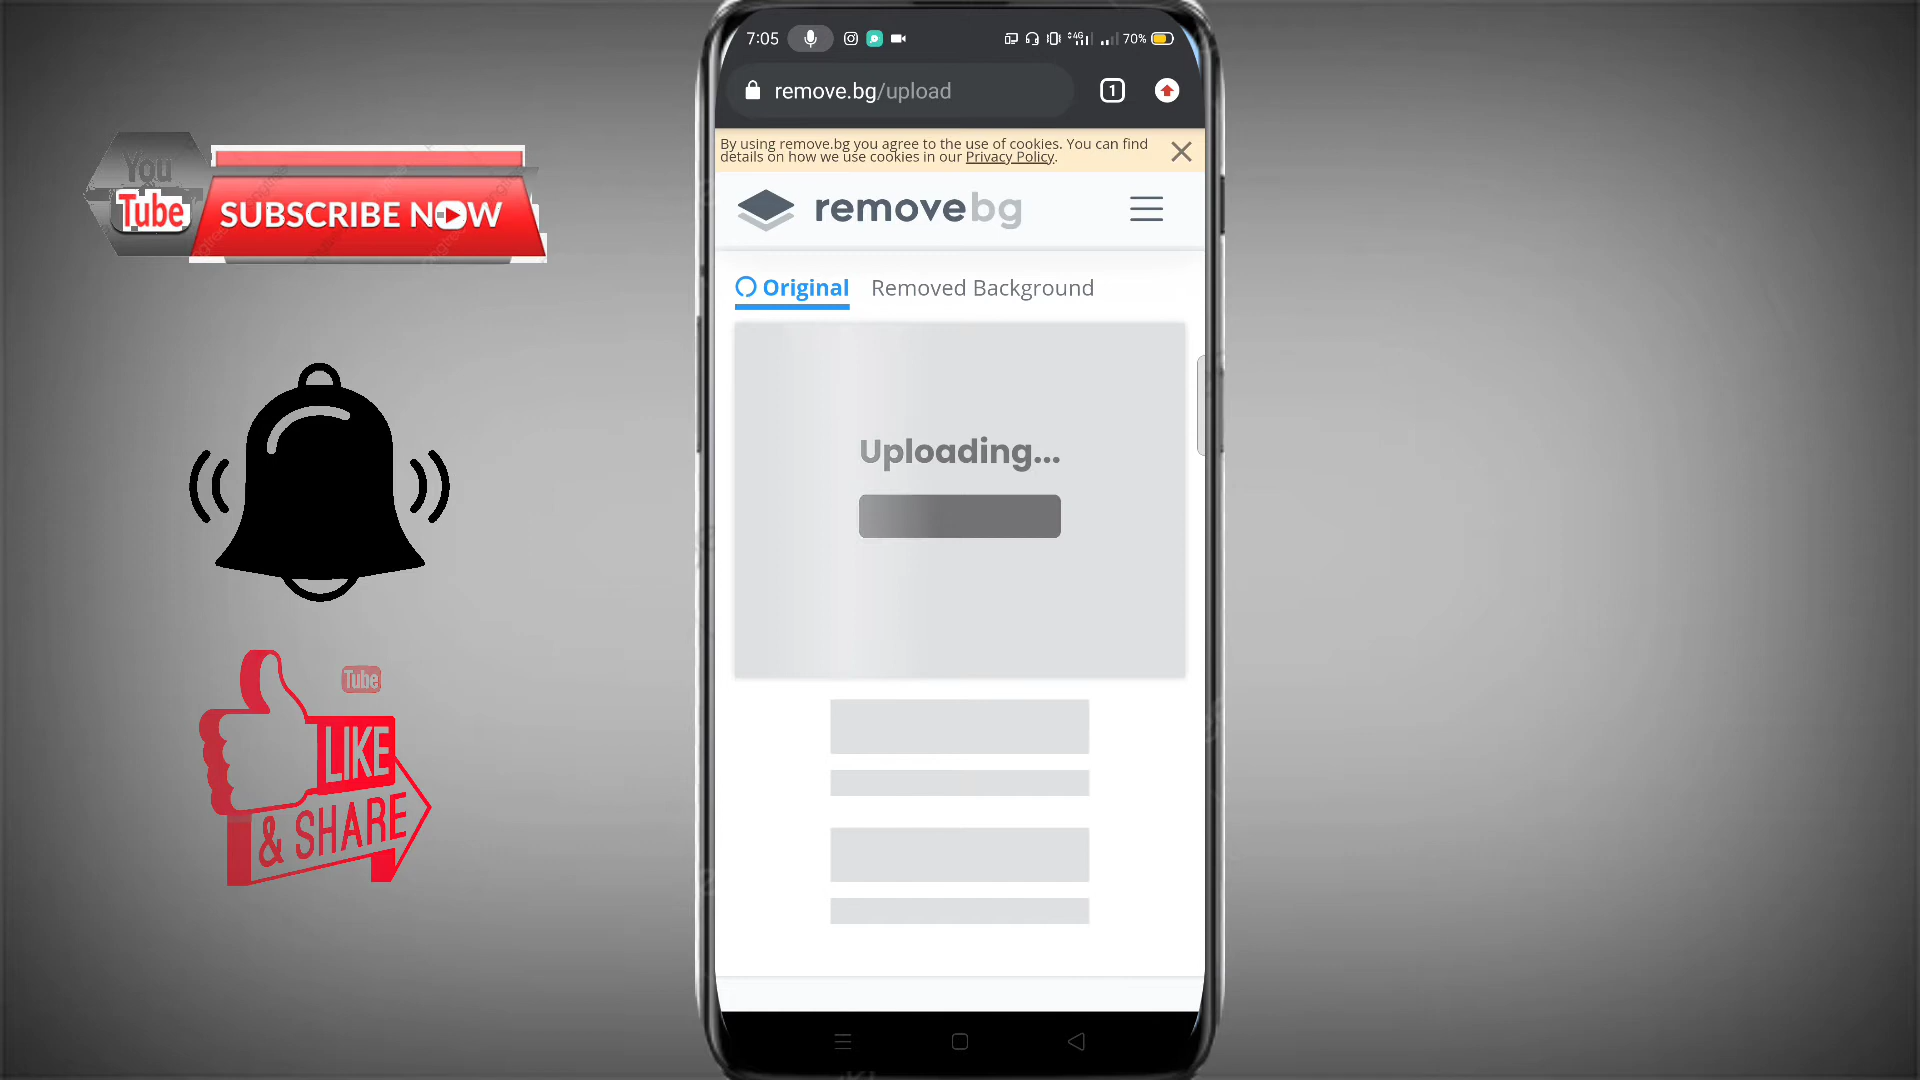 You
Tube
SUBSCRIBE NOW
Tube
LIKE
& SHARE
7:05
4G
70%
remove.bg/upload
1
By using remove.bg you agree to the use of cookies. You can find
details on how we use cookies in our Privacy Policy.
removebg
Original Removed Background
Uploading...